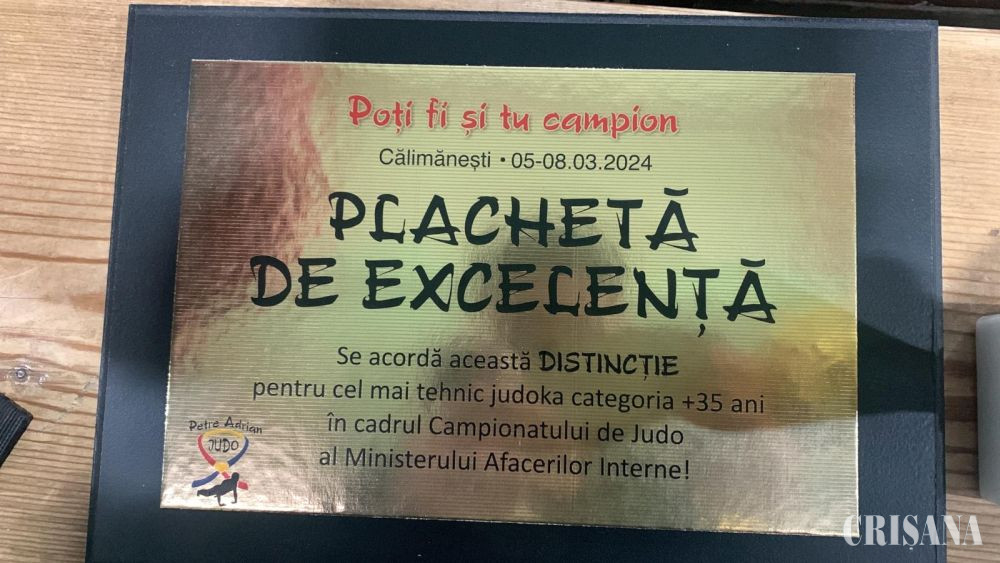 Poți fi și tu campion
Călimănești • 05-08.03.2024
PLACHETĂ
DE EXCELENȚĂ
Se acordă această DISTINCȚIE
pentru cel mai tehnic judoka categoria +35 ani
în cadrul Campionatului de Judo
al Ministerului Afacerilor Interne!
Petre Adrian
JUDO
CRIȘANA